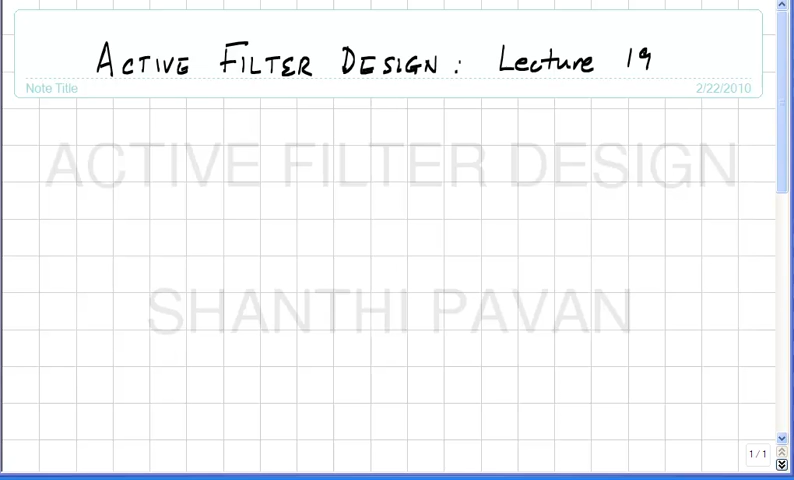 ACTIVE FILTER DESIGN: Lecture 19
Note Title 2/22/2010
ACTIVE FILTER DESIGN
SHANTHI PAVAN
1 / 1